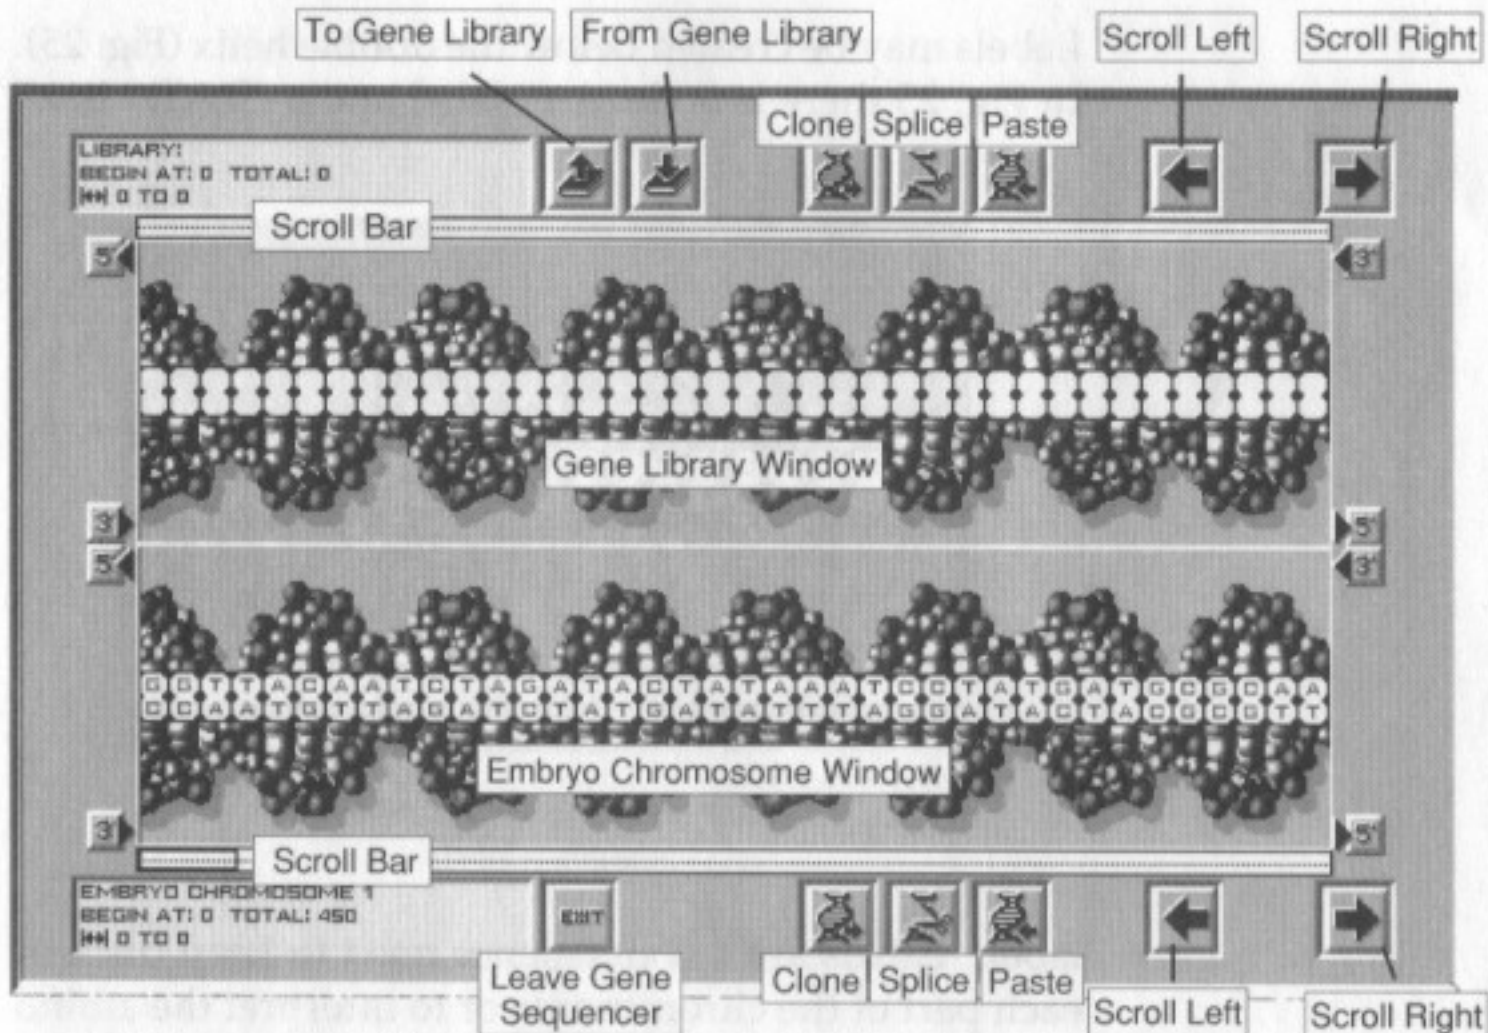 To Gene Library From Gene Library Scroll Left Scroll Right
Clone Splice Paste
LIBRARY:
BEGIN AT: 0 TOTAL: 0
0 TO 0
Scroll Bar
5' 3'
Gene Library Window
3' 5'
5' 3'
G G T T A C A A T C T A G A T A C T A T A A A T C C T A T G A T G C G C A A
C C A A T G T T A G A T C T A T G A T A T T T A G G A T A C T A C G C G T T
Embryo Chromosome Window
3' 5'
Scroll Bar
EMBRYO CHROMOSOME 1
BEGIN AT: 0 TOTAL: 450
0 TO 0
EXIT
Leave Gene
Sequencer
Clone Splice Paste
Scroll Left Scroll Right